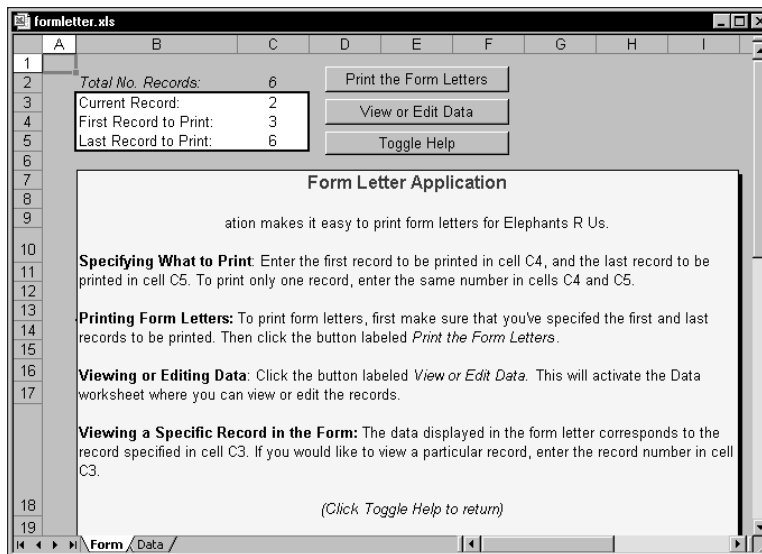 formletter.xls
A B C D E F G H I
1
2 Total No. Records: 6 Print the Form Letters
3 Current Record: 2 View or Edit Data
4 First Record to Print: 3
5 Last Record to Print: 6 Toggle Help
6
7 Form Letter Application
8
9 ation makes it easy to print form letters for Elephants R Us.
10 Specifying What to Print: Enter the first record to be printed in cell C4, and the last record to be
11 printed in cell C5. To print only one record, enter the same number in cells C4 and C5.
12
13 Printing Form Letters: To print form letters, first make sure that you've specifed the first and last
14 records to be printed. Then click the button labeled Print the Form Letters.
15
16 Viewing or Editing Data: Click the button labeled View or Edit Data. This will activate the Data
17 worksheet where you can view or edit the records.
Viewing a Specific Record in the Form: The data displayed in the form letter corresponds to the
record specified in cell C3. If you would like to view a particular record, enter the record number in cell
C3.
18 (Click Toggle Help to return)
19
Form Data